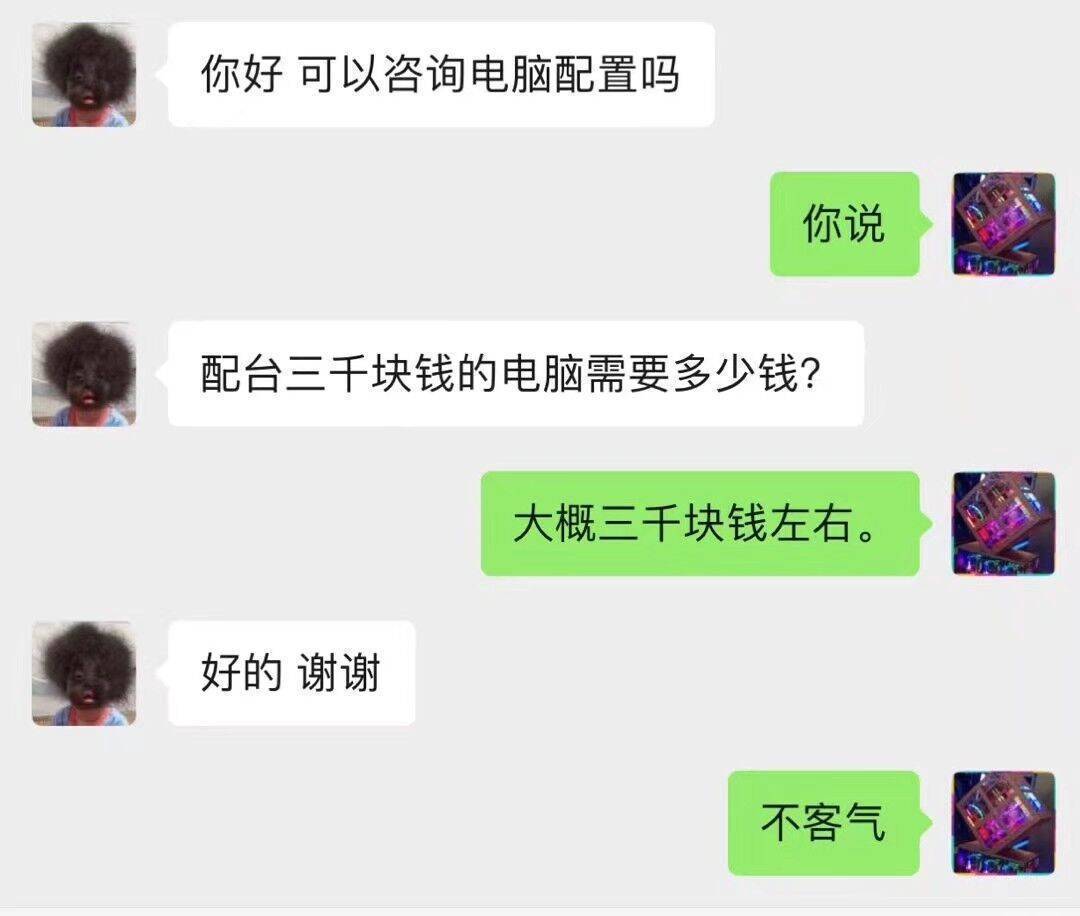 你好 可以咨询电脑配置吗
你说
配台三千块钱的电脑需要多少钱?
大概三千块钱左右。
好的 谢谢
不客气